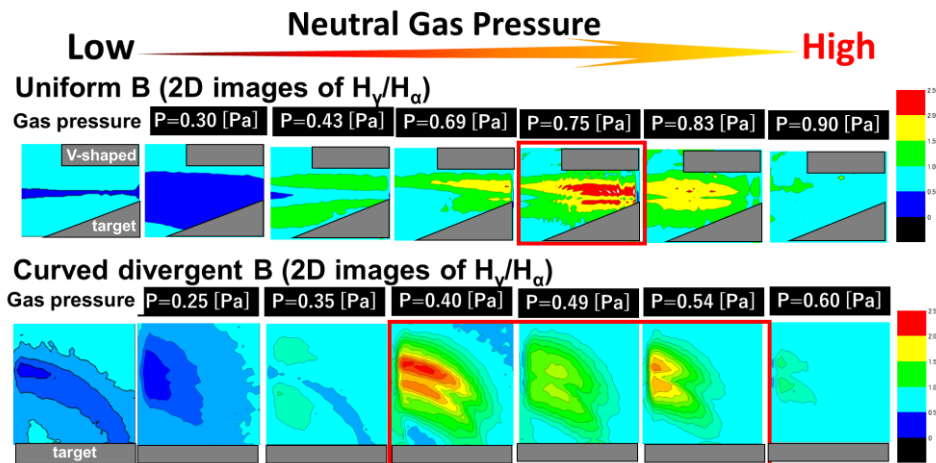 Neutral Gas Pressure
Low
High
Uniform B (2D images of Hγ/Hα)
Gas pressure P=0.30 [Pa] P=0.43 [Pa] P=0.69 [Pa] P=0.75 [Pa] P=0.83 [Pa] P=0.90 [Pa]
V-shaped
target
2.50
2.0
1.5
1.0
0.5
0.0
Curved divergent B (2D images of Hγ/Hα)
Gas pressure P=0.25 [Pa] P=0.35 [Pa] P=0.40 [Pa] P=0.49 [Pa] P=0.54 [Pa] P=0.60 [Pa]
target
2.5
2.0
1.5
1.0
0.5
0.0